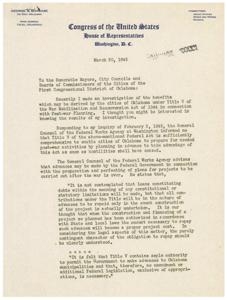 GEORGE B. SCHWABE
Congress of the United States
House of Representatives
Washington, D. C.
March 20, 1945
To the Honorable Mayors, City Councils and
Boards of Commissioners of the Cities of the
First Congressional District of Oklahoma:
Recently I made an investigation of the benefits
which may be derived by the cities of Oklahoma under Title V of
the War Mobilization and Reconversion Act of 1944 in connection
with Post-war Planning. I thought you might be interested in
knowing the results of my investigation.
Responding to my inquiry of February 8, 1945, the General
Counsel of the Federal Works Agency at Washington informed me
that Title V of the above-mentioned Federal Act is sufficiently
comprehensive to enable cities of Oklahoma to prepare for needed
post-war activities by planning in advance to take advantage of
this Act as soon as conditions shall have eased.
The General Counsel of the Federal Works Agency advises
that advances may be made by the Federal Government in connection
with the preparation and perfecting of plans for projects to be
carried out after the war is over. He states that,
"It is not contemplated that loans constituting
debts within the meaning of any constitutional or
statutory limitations will be made, but that all
contributions under the Title will be in the nature
of advances to be repaid only in the event construction
of the project is actually undertaken. It is our
thought that when the construction and financing of
a project so planned has been authorized in accordance
with State and local laws the amount necessary to repay
such advances will become a proper project cost. In
considering the legal aspects of this matter, the purely
contingent character of the obligation to repay should
be clearly understood.
"It is felt that Title V contains ample authority
to permit the Government to make advances to Oklahoma
municipalities and that, therefore, no amendment or
additional Federal legislation, exclusive of appropriations,
is necessary."